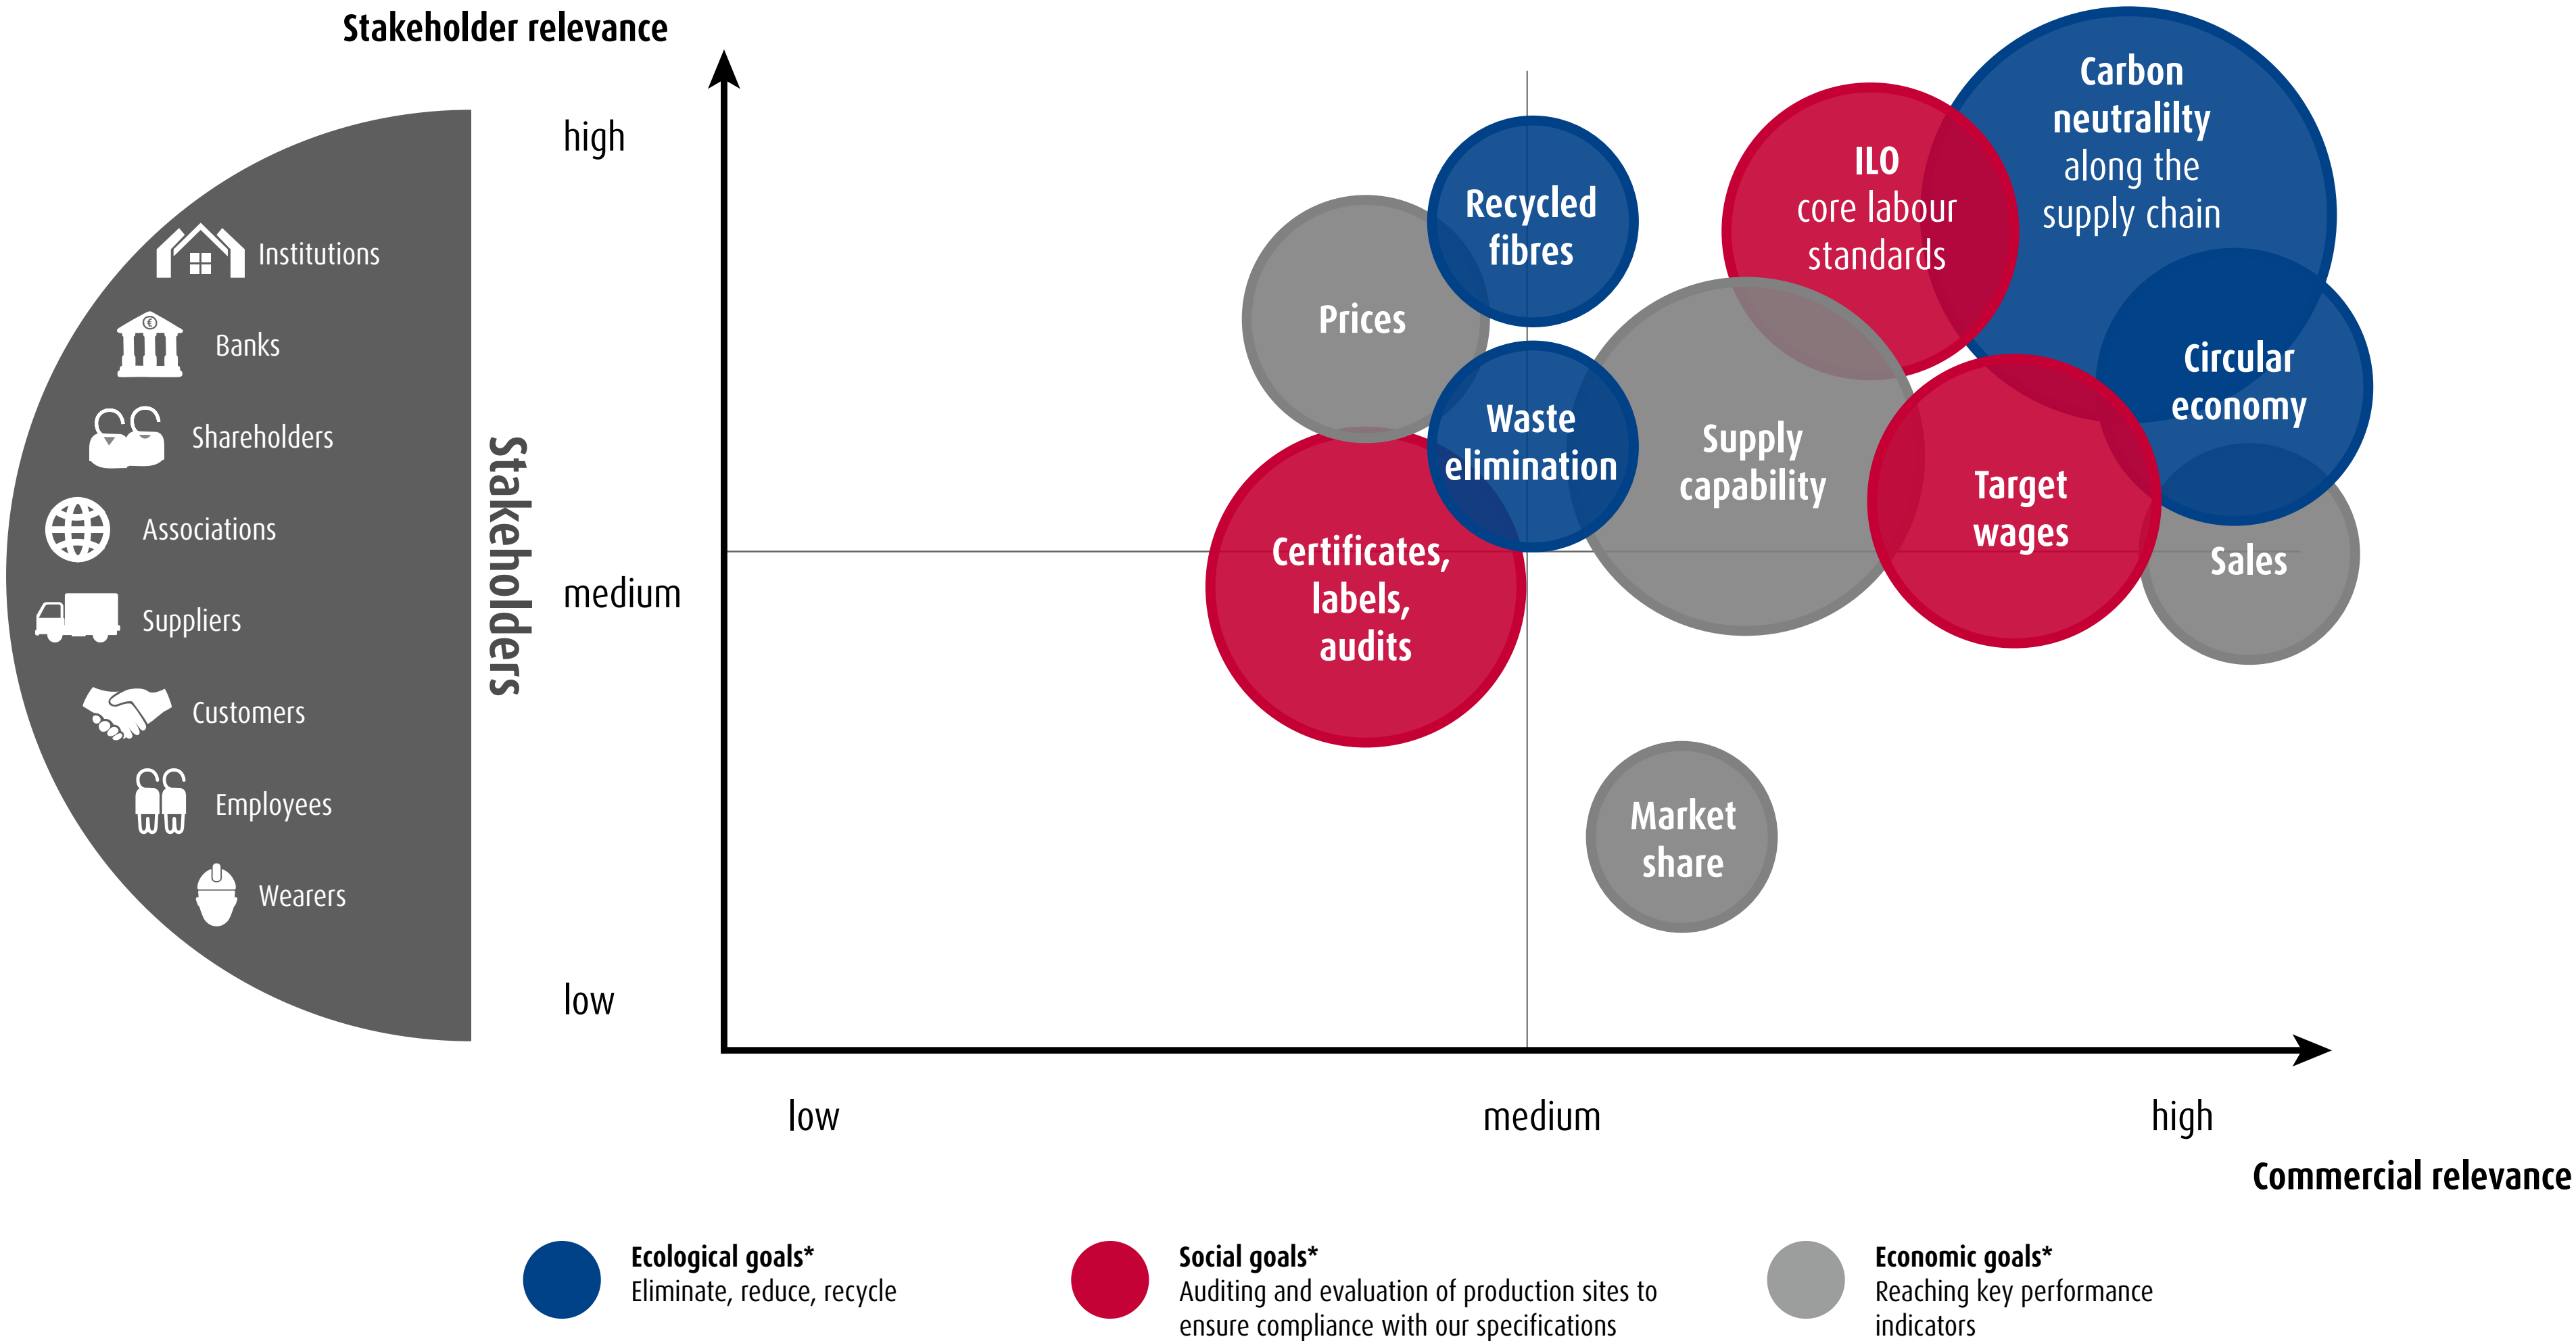 Stakeholder relevance
high
medium
low
Institutions
Banks
€
Shareholders
Associations
Suppliers
Customers
Employees
Wearers
Stakeholders
Carbon
neutralilty
along the
supply chain
ILO
core labour
standards
Recycled
fibres
Prices
Circular
economy
Waste
elimination
Supply
capability
Target
wages
Sales
Certificates,
labels,
audits
Market
share
low
medium
high
Commercial relevance
Ecological goals*
Eliminate, reduce, recycle
Social goals*
Auditing and evaluation of production sites to
ensure compliance with our specifications
Economic goals*
Reaching key performance
indicators